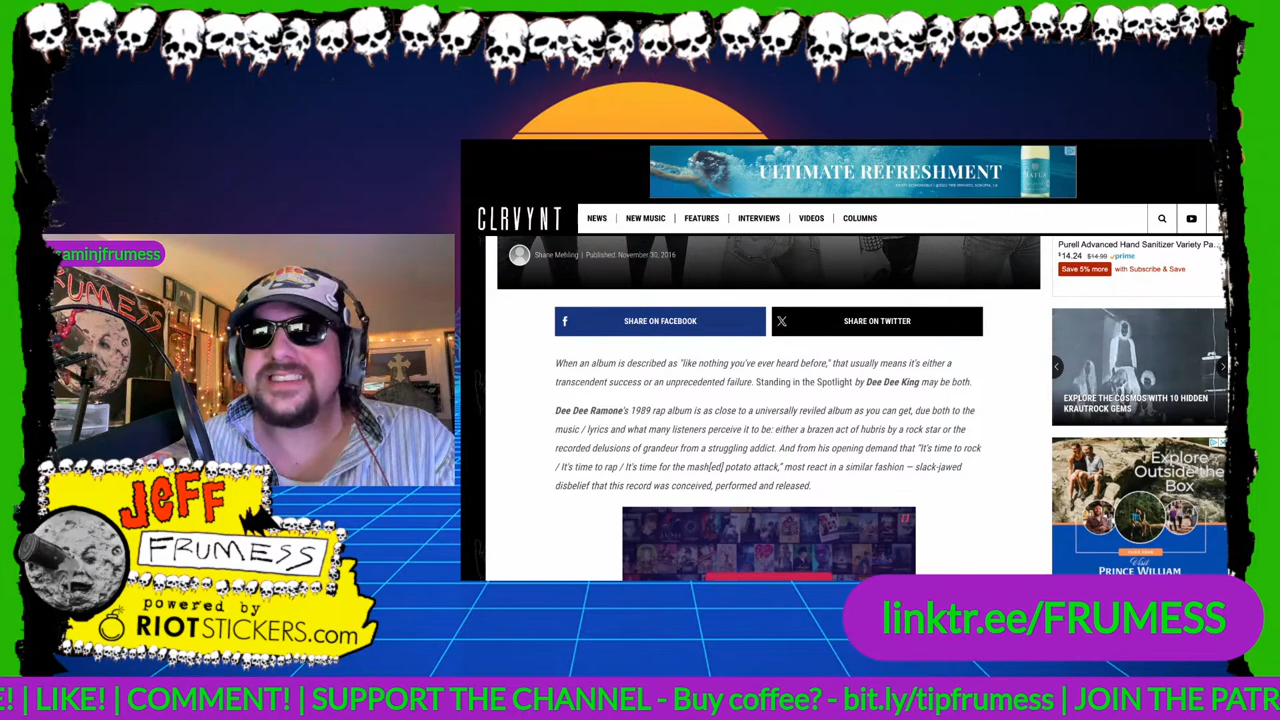 ULTIMATE REFRESHMENT
CLRVYNT
NEWS | NEW MUSIC | FEATURES | INTERVIEWS | VIDEOS | COLUMNS
Shane Mehling | Published: November 30, 2016
Purell Advanced Hand Sanitizer Variety Pa...
$14.24 $14.99 prime
Save 5% more with Subscribe & Save
f SHARE ON FACEBOOK
X SHARE ON TWITTER
When an album is described as "like nothing you've ever heard before," that usually means it's either a
transcendent success or an unprecedented failure. Standing in the Spotlight by Dee Dee King may be both.
Dee Dee Ramone's 1989 rap album is as close to a universally reviled album as you can get, due both to the
music / lyrics and what many listeners perceive it to be: either a brazen act of hubris by a rock star or the
recorded delusions of grandeur from a struggling addict. And from his opening demand that "It's time to rock
/ It's time to rap / It's time for the mash[ed] potato attack," most react in a similar fashion — slack-jawed
disbelief that this record was conceived, performed and released.
EXPLORE THE COSMOS WITH 10 HIDDEN
KRAUTROCK GEMS
Explore
Outside the
Box
Visit
PRINCE WILLIAM
aminjfrumess
FRUMESS
JEFF
FRUMESS
powered by
RIOTSTICKERS.com
linktr.ee/FRUMESS
E! | LIKE! | COMMENT! | SUPPORT THE CHANNEL - Buy coffee? - bit.ly/tipfrumess | JOIN THE PATR